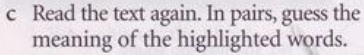 c Read the text again. In pairs, guess the
meaning of the highlighted words.